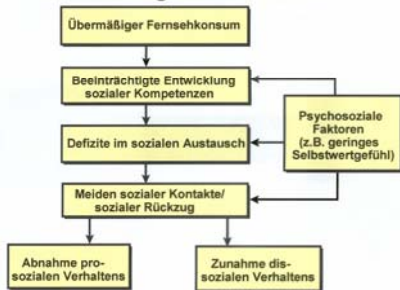 Übermäßiger Fernsehkonsum
Beeinträchtigte Entwicklung
sozialer Kompetenzen
Defizite im sozialen Austausch
Psychosoziale
Faktoren
(z.B. geringes
Selbstwertgefühl)
Meiden sozialer Kontakte/
sozialer Rückzug
Abnahme pro-
sozialen Verhaltens
Zunahme dis-
sozialen Verhaltens